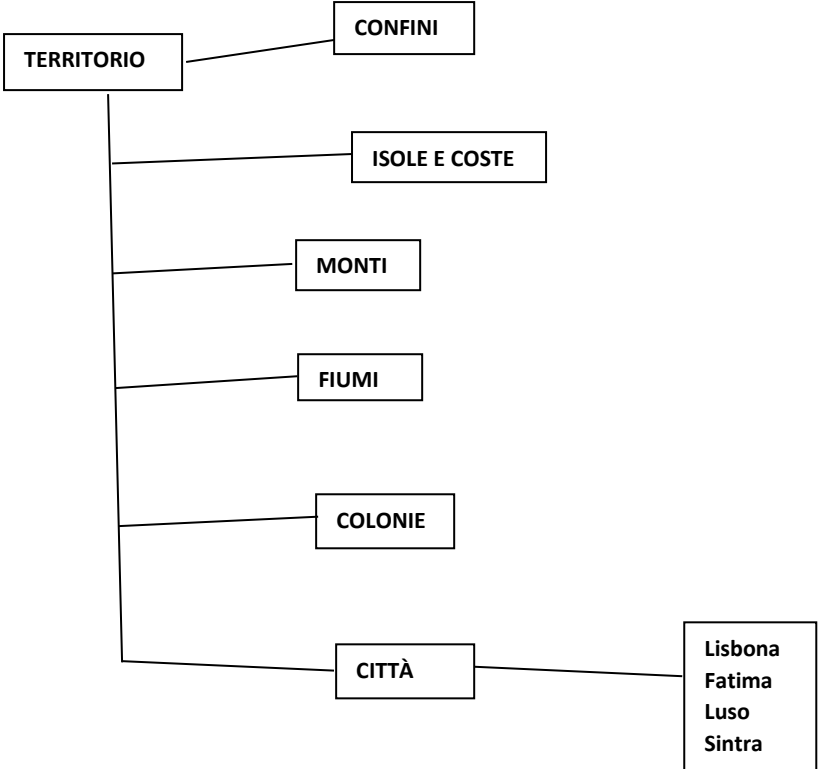 CONFINI
TERRITORIO
ISOLE E COSTE
MONTI
FIUMI
COLONIE
CITTÀ
Lisbona
Fatima
Luso
Sintra